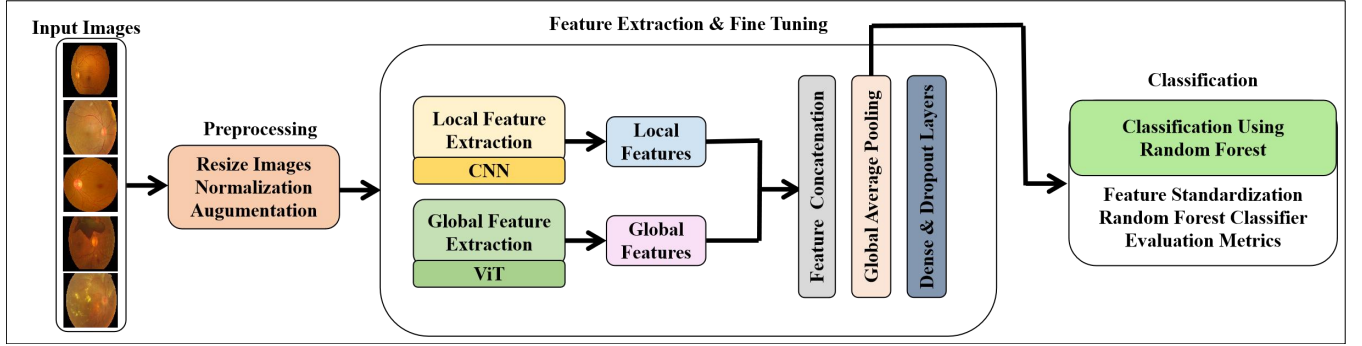 Input Images
Preprocessing
Resize Images
Normalization
Augumentation
Feature Extraction & Fine Tuning
Local Feature
Extraction
CNN
Local
Features
Global Feature
Extraction
ViT
Global
Features
Feature Concatenation
Global Average Pooling
Dense & Dropout Layers
Classification
Classification Using
Random Forest
Feature Standardization
Random Forest Classifier
Evaluation Metrics